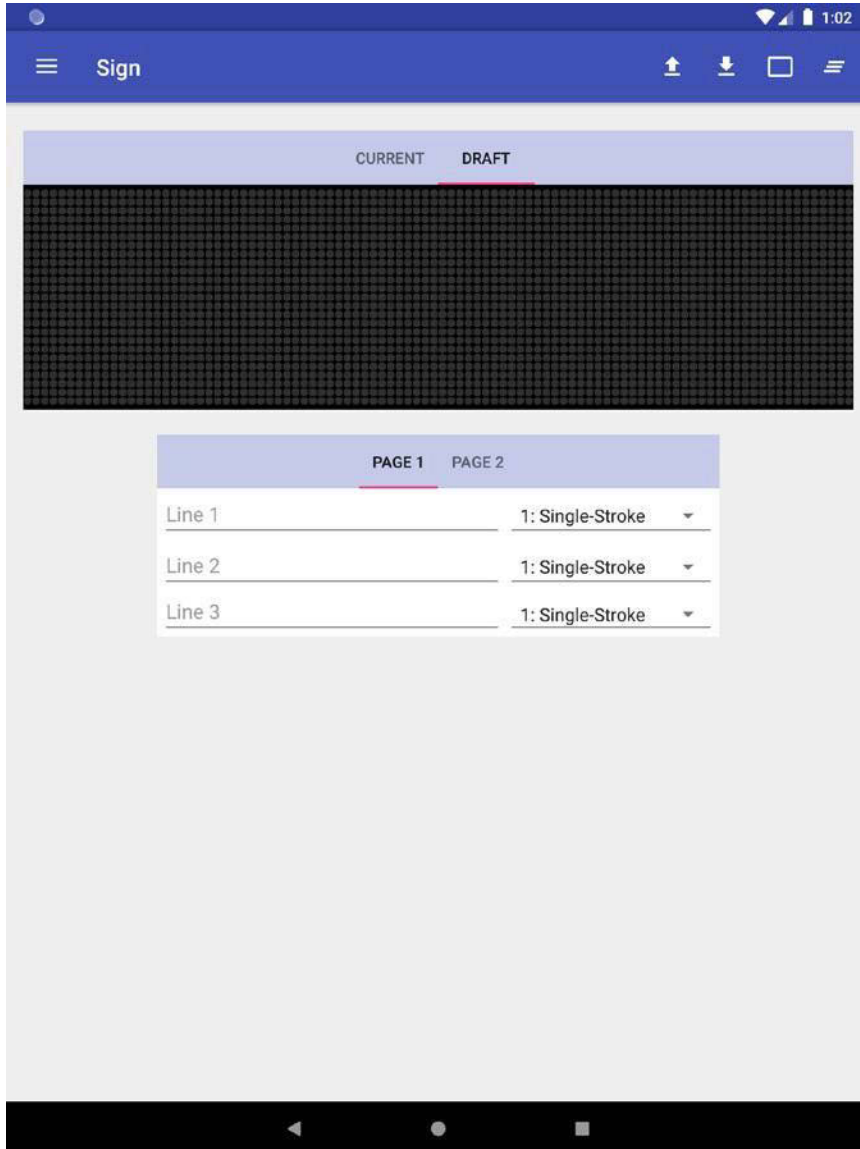 1:02
Sign
CURRENT DRAFT
PAGE 1 PAGE 2
Line 1 1: Single-Stroke
Line 2 1: Single-Stroke
Line 3 1: Single-Stroke